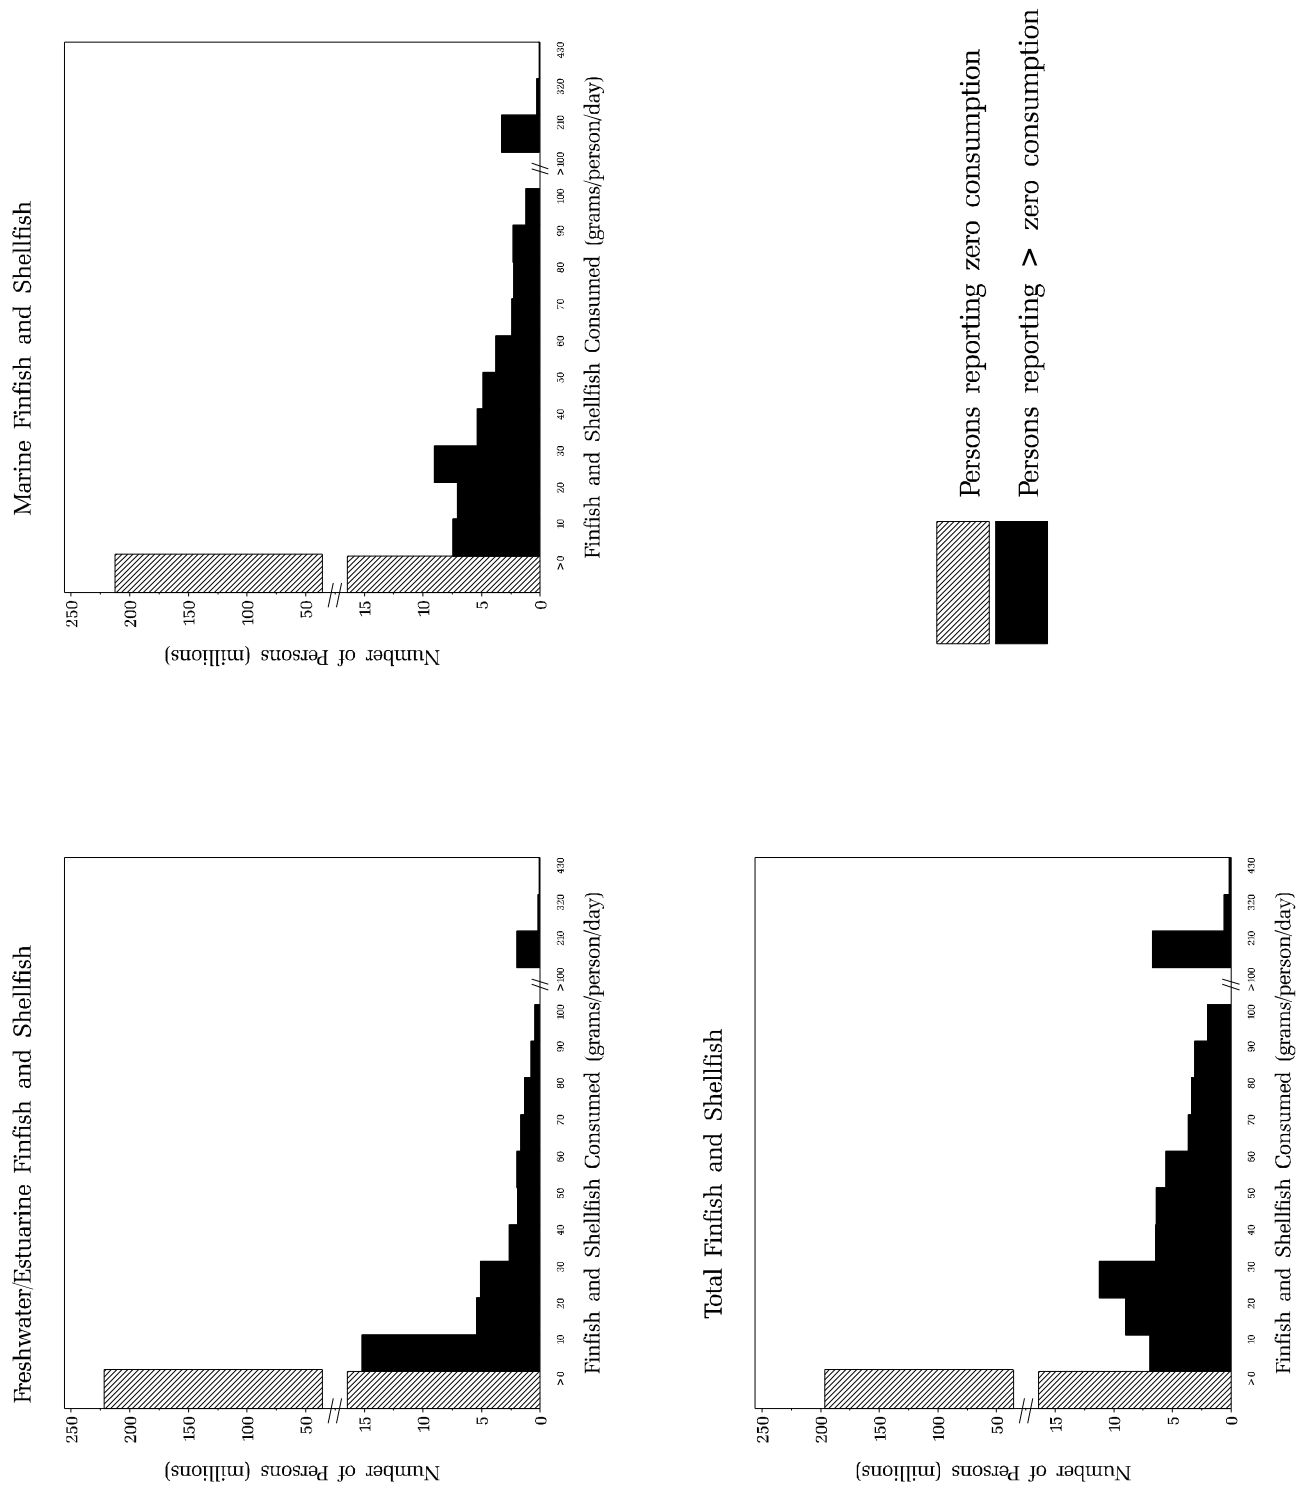 Freshwater/Estuarine Finfish and Shellfish
Number of Persons (millions)
250
200
150
100
50
15
10
5
0
>0 10 20 30 40 50 60 70 80 90 100 >100 210 320 430
Finfish and Shellfish Consumed (grams/person/day)
Marine Finfish and Shellfish
Number of Persons (millions)
250
200
150
100
50
15
10
5
0
>0 10 20 30 40 50 60 70 80 90 100 >100 210 320 430
Finfish and Shellfish Consumed (grams/person/day)
Total Finfish and Shellfish
Number of Persons (millions)
250
200
150
100
50
15
10
5
0
>0 10 20 30 40 50 60 70 80 90 100 >100 210 320 430
Finfish and Shellfish Consumed (grams/person/day)
Persons reporting zero consumption
Persons reporting > zero consumption